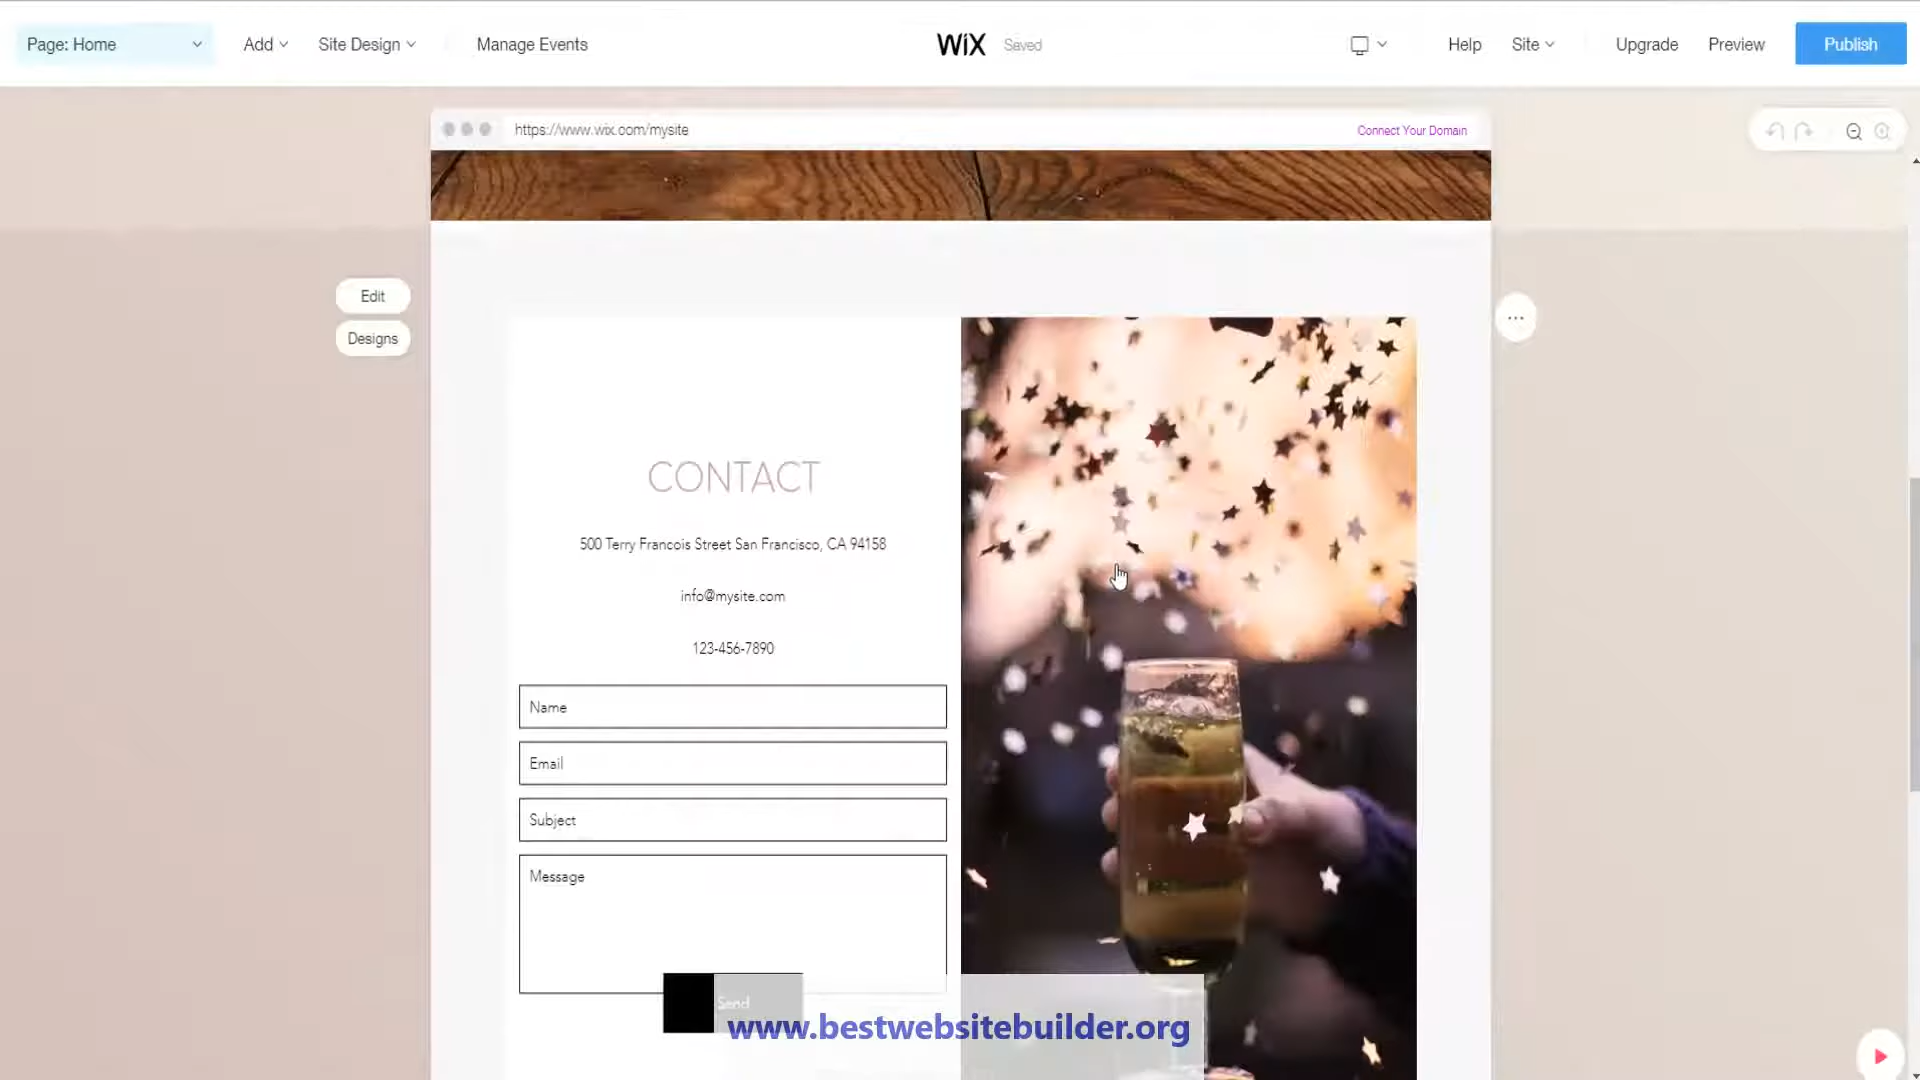 Page: Home Add Site Design Manage Events WiX Saved Help Site Upgrade Preview Publish
https://www.wix.com/mysite Connect Your Domain
Edit
Designs
CONTACT
500 Terry Francois Street San Francisco, CA 94158
info@mysite.com
123-456-7890
Name
Email
Subject
Message
Send
www.bestwebsitebuilder.org